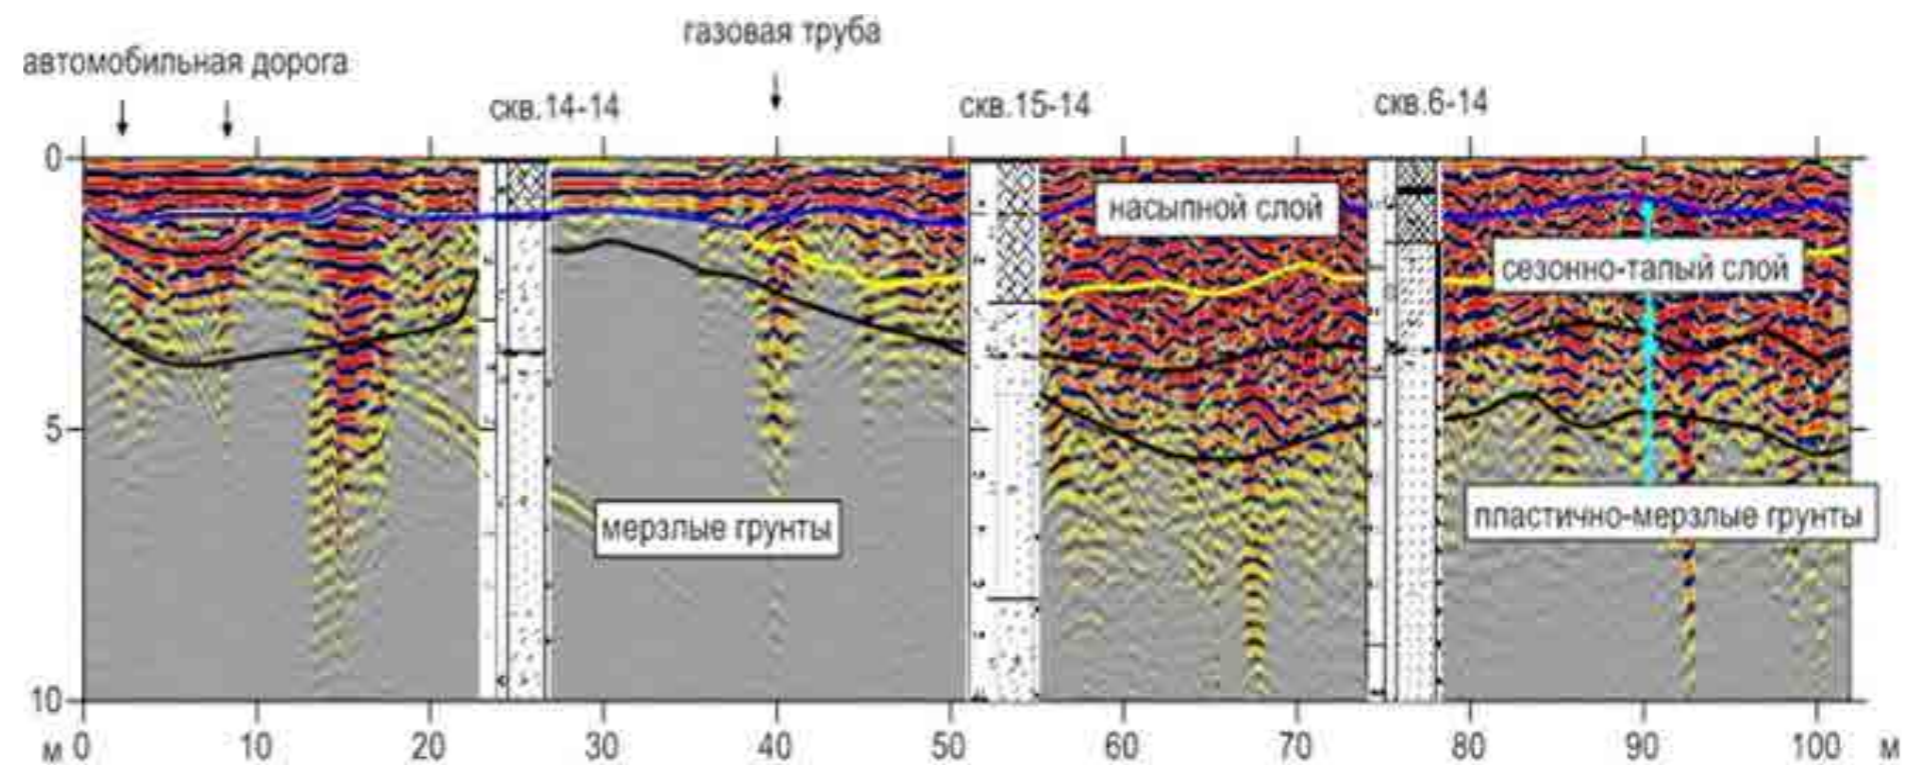 газовая труба
автомобильная дорога
скв.14-14
скв.15-14
скв.6-14
0
насыпной слой
сезонно-талый слой
5
мерзлые грунты
пластично-мерзлые грунты
10
м 0 10 20 30 40 50 60 70 80 90 100 м